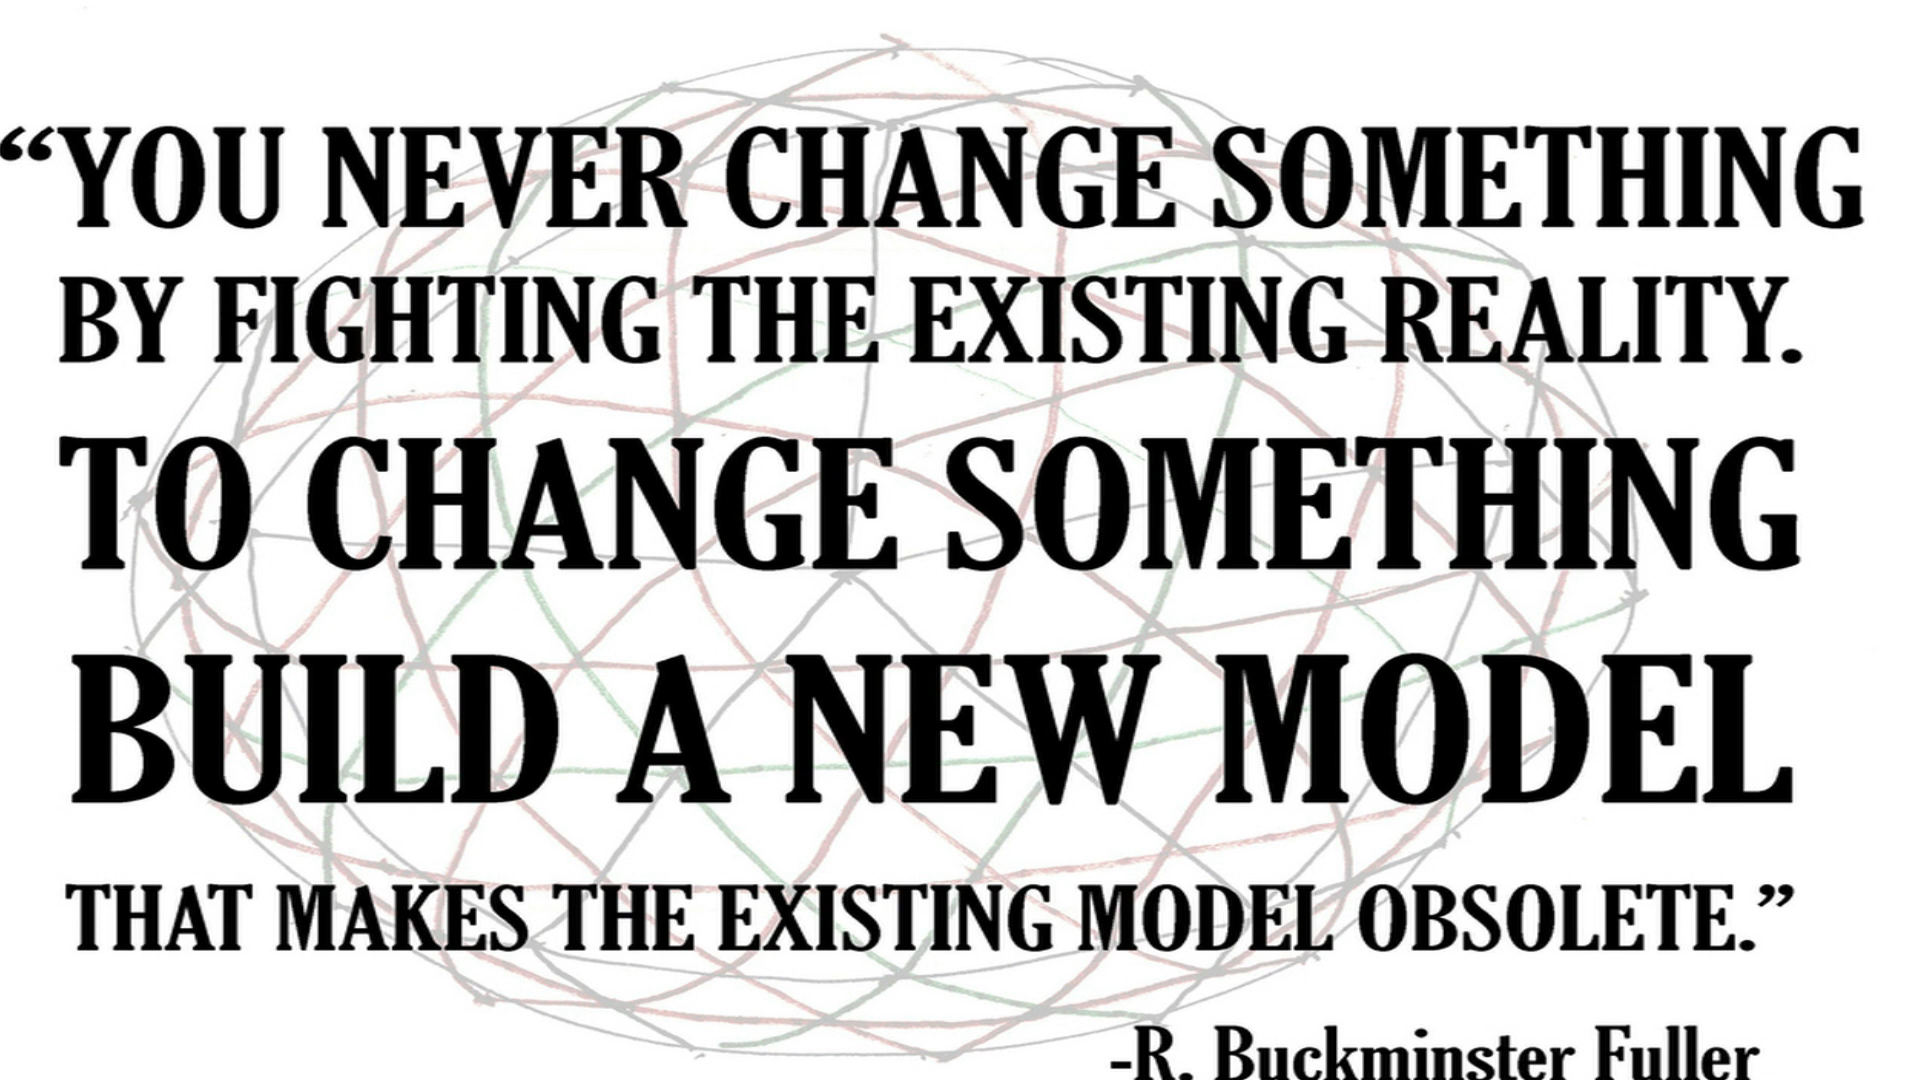 “YOU NEVER CHANGE SOMETHING
BY FIGHTING THE EXISTING REALITY.
TO CHANGE SOMETHING
BUILD A NEW MODEL
THAT MAKES THE EXISTING MODEL OBSOLETE.”
-R. Buckminster Fuller